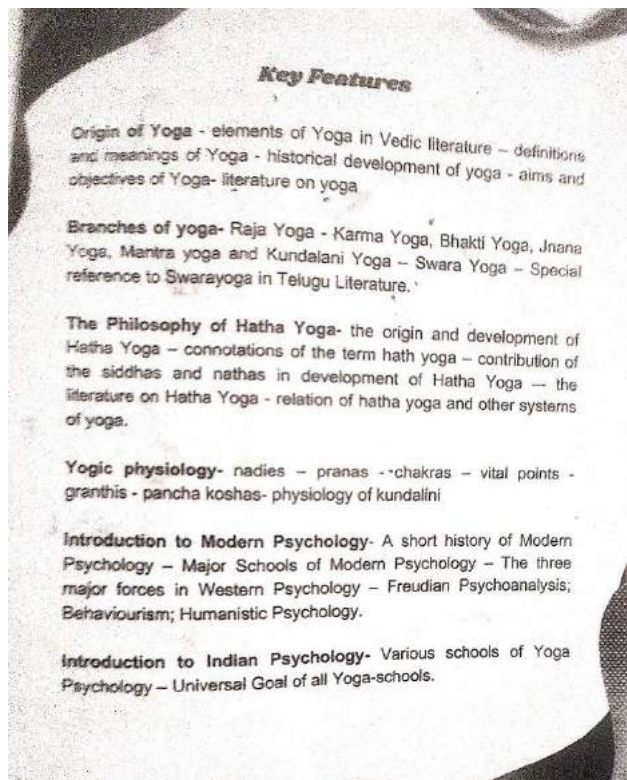 Key Features
Origin of Yoga - elements of Yoga in Vedic literature – definitions
and meanings of Yoga - historical development of yoga - aims and
objectives of Yoga- literature on yoga
Branches of yoga- Raja Yoga - Karma Yoga, Bhakti Yoga, Jnana
Yoga, Mantra yoga and Kundalani Yoga – Swara Yoga – Special
reference to Swarayoga in Telugu Literature.
The Philosophy of Hatha Yoga- the origin and development of
Hatha Yoga – connotations of the term hath yoga – contribution of
the siddhas and nathas in development of Hatha Yoga — the
literature on Hatha Yoga - relation of hatha yoga and other systems
of yoga.
Yogic physiology- nadies – pranas - chakras – vital points -
granthis - pancha koshas- physiology of kundalini
Introduction to Modern Psychology- A short history of Modern
Psychology – Major Schools of Modern Psychology – The three
major forces in Western Psychology – Freudian Psychoanalysis;
Behaviourism; Humanistic Psychology.
Introduction to Indian Psychology- Various schools of Yoga
Psychology – Universal Goal of all Yoga-schools.